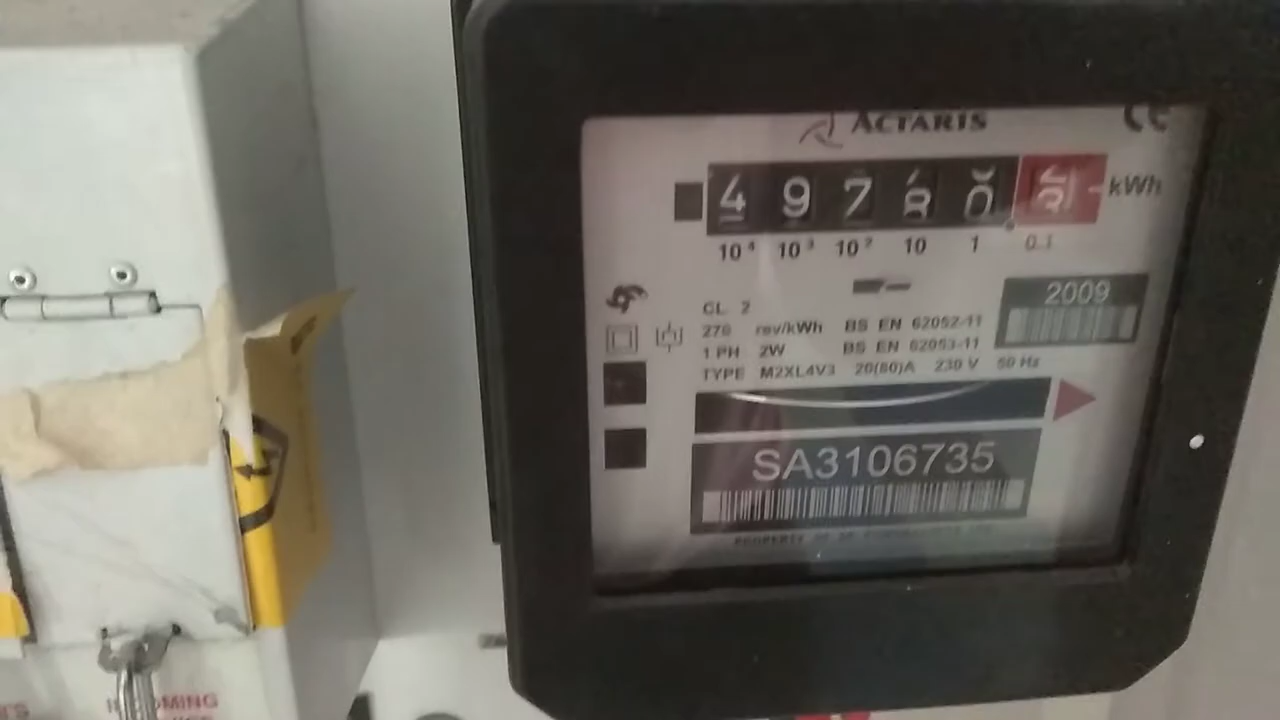 ACTARIS
CE
4 9 7 8 0
kWh
10⁴ 10³ 10² 10 1 0.1
2009
CL. 2
278 rev/kWh BS EN 62052-11
1 PH 2W BS EN 62053-11
TYPE M2XL4V3 20(80)A 230 V 50 Hz
SA3106735
PROPERTY OF